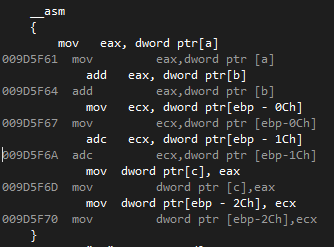 __asm
{
mov eax, dword ptr[a]
009D5F61 mov eax,dword ptr [a]
add eax, dword ptr[b]
009D5F64 add eax,dword ptr [b]
mov ecx, dword ptr[ebp - 0Ch]
009D5F67 mov ecx,dword ptr [ebp-0Ch]
adc ecx, dword ptr[ebp - 1Ch]
009D5F6A adc ecx,dword ptr [ebp-1Ch]
mov dword ptr[c], eax
009D5F6D mov dword ptr [c],eax
mov dword ptr[ebp - 2Ch], ecx
009D5F70 mov dword ptr [ebp-2Ch],ecx
}